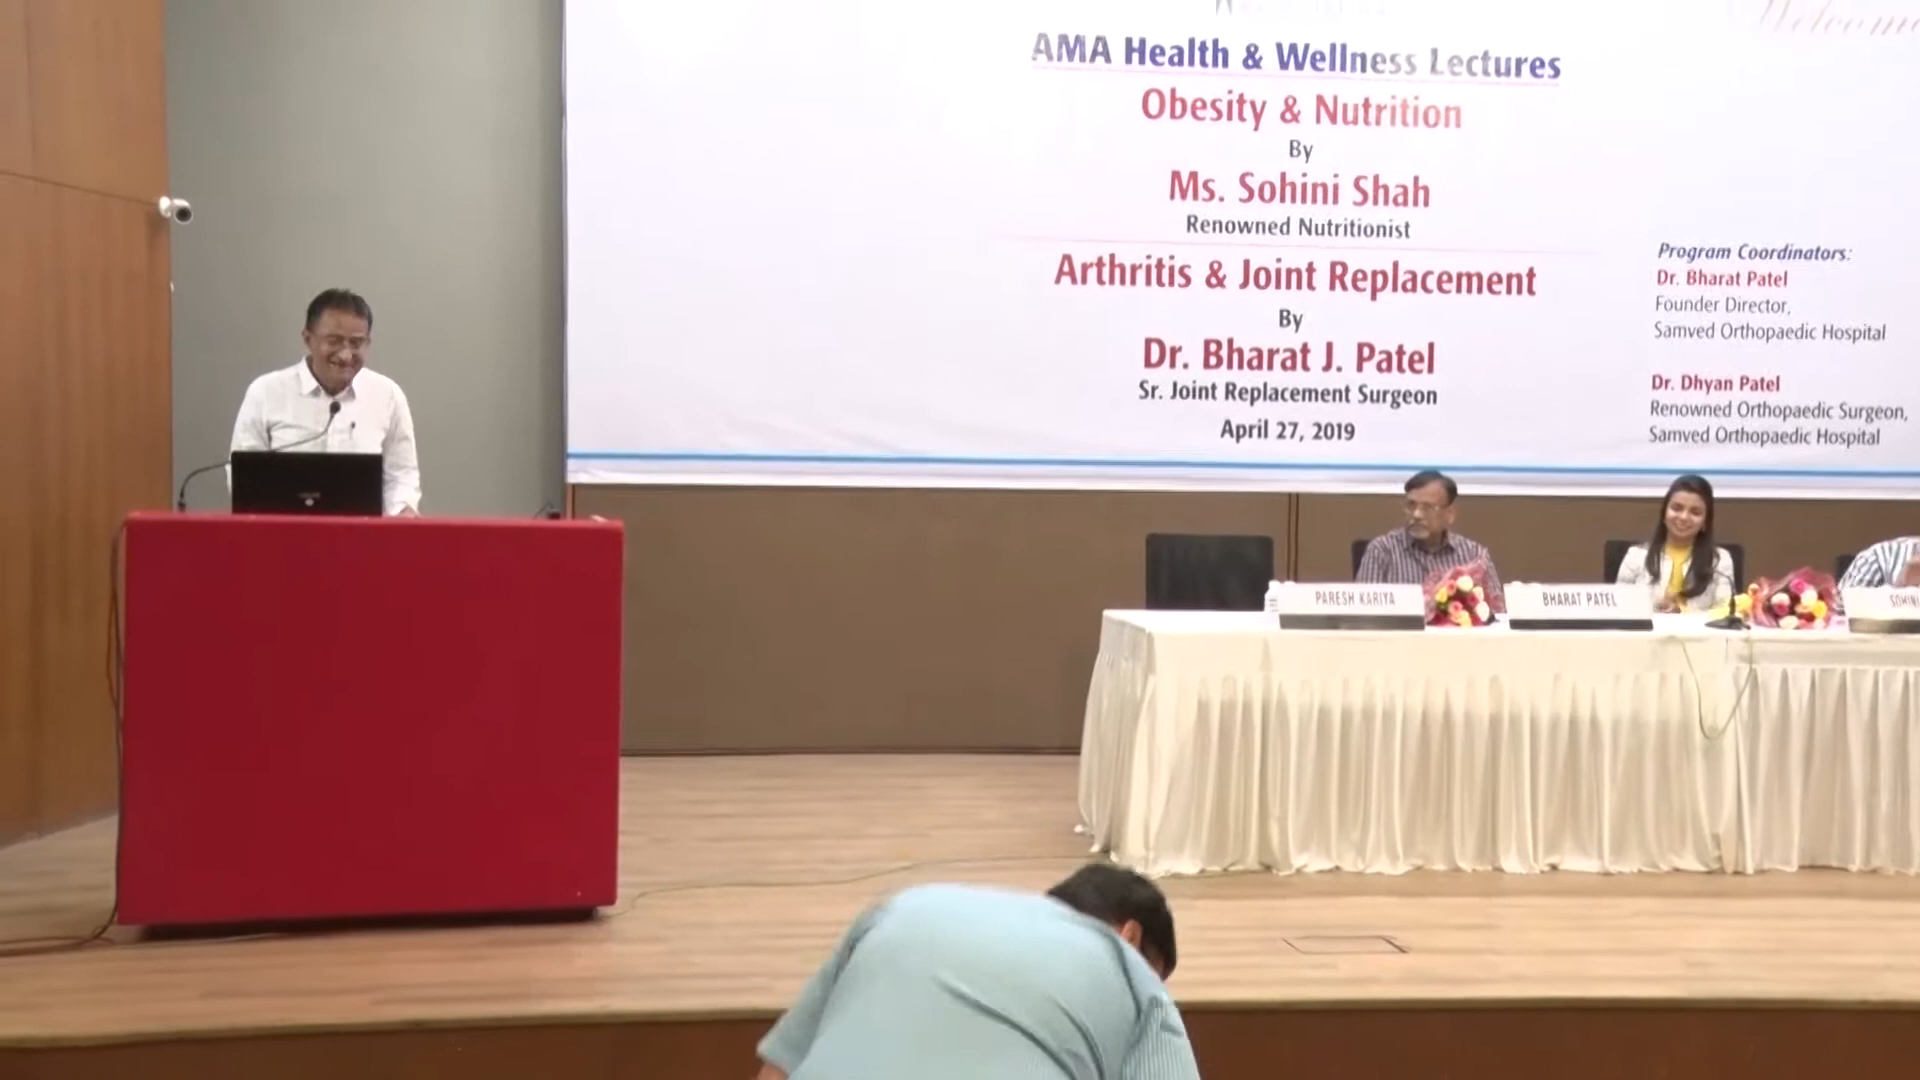 Welcome
AMA Health & Wellness Lectures
Obesity & Nutrition
By
Ms. Sohini Shah
Renowned Nutritionist
Arthritis & Joint Replacement
By
Dr. Bharat J. Patel
Sr. Joint Replacement Surgeon
April 27, 2019
Program Coordinators:
Dr. Bharat Patel
Founder Director,
Samved Orthopaedic Hospital
Dr. Dhyan Patel
Renowned Orthopaedic Surgeon,
Samved Orthopaedic Hospital
PARESH KARIYA
BHARAT PATEL
SOHINI